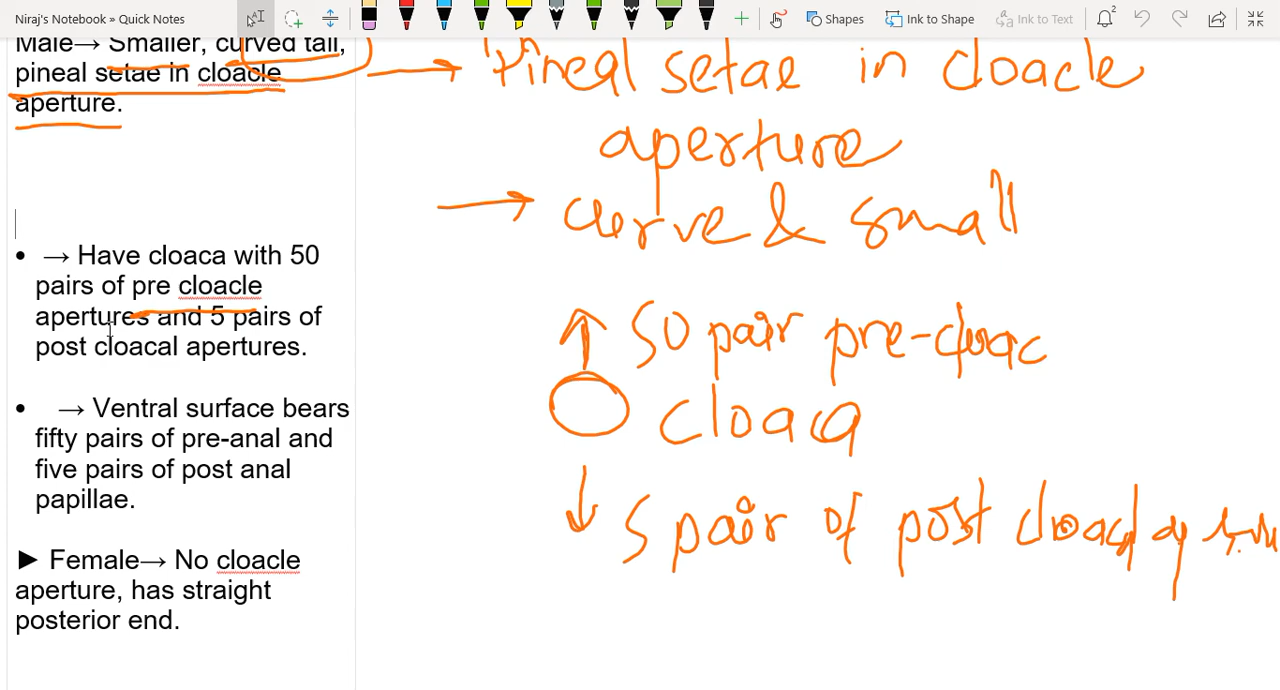 Niraj's Notebook » Quick Notes
Shapes
Ink to Shape
Ink to Text
2
Male→ Smaller, curved tail,
pineal setae in cloacle
aperture.
• → Have cloaca with 50
pairs of pre cloacle
apertures and 5 pairs of
post cloacal apertures.
• → Ventral surface bears
fifty pairs of pre-anal and
five pairs of post anal
papillae.
► Female→ No cloacle
aperture, has straight
posterior end.
→ Pineal setae in cloacle
aperture
→ curve & small
↑ 50 pair pre-cloac
cloaca
↓ 5 pair of post cloacal